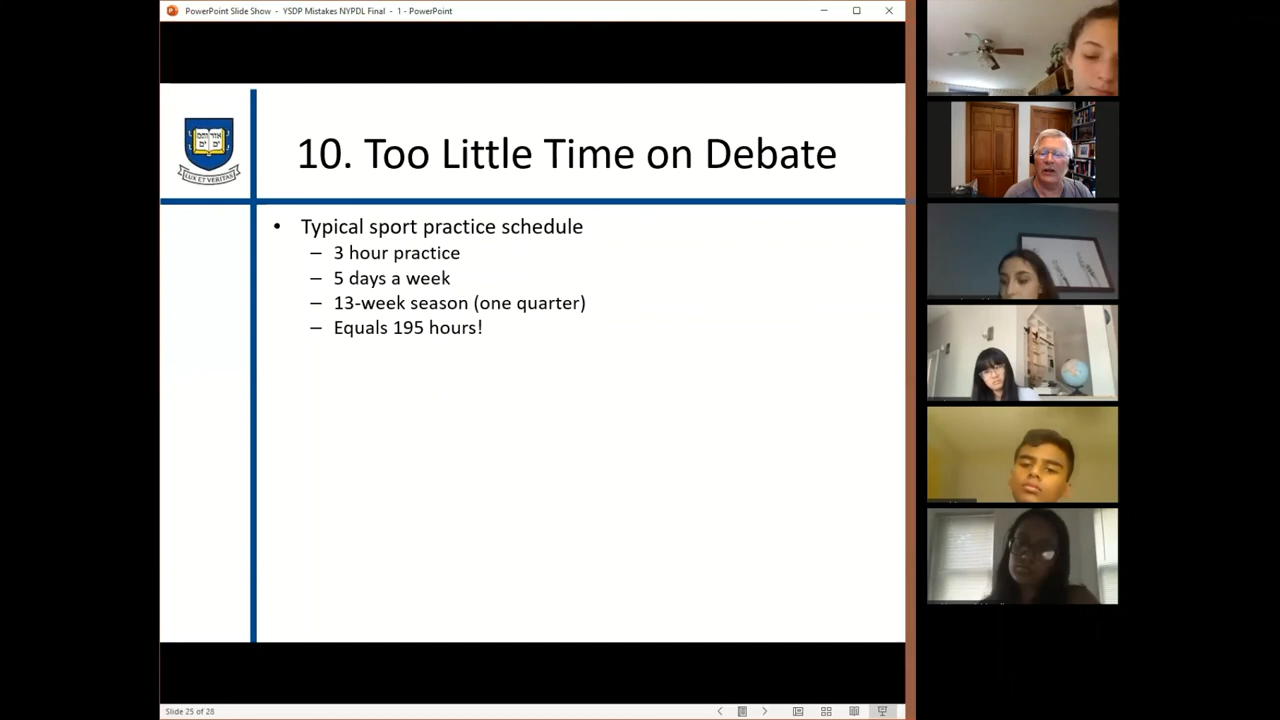 PowerPoint Slide Show - YSDP Mistakes NYPDL Final - 1 - PowerPoint
10. Too Little Time on Debate
LUX ET VERITAS
• Typical sport practice schedule
– 3 hour practice
– 5 days a week
– 13-week season (one quarter)
– Equals 195 hours!
Slide 25 of 28